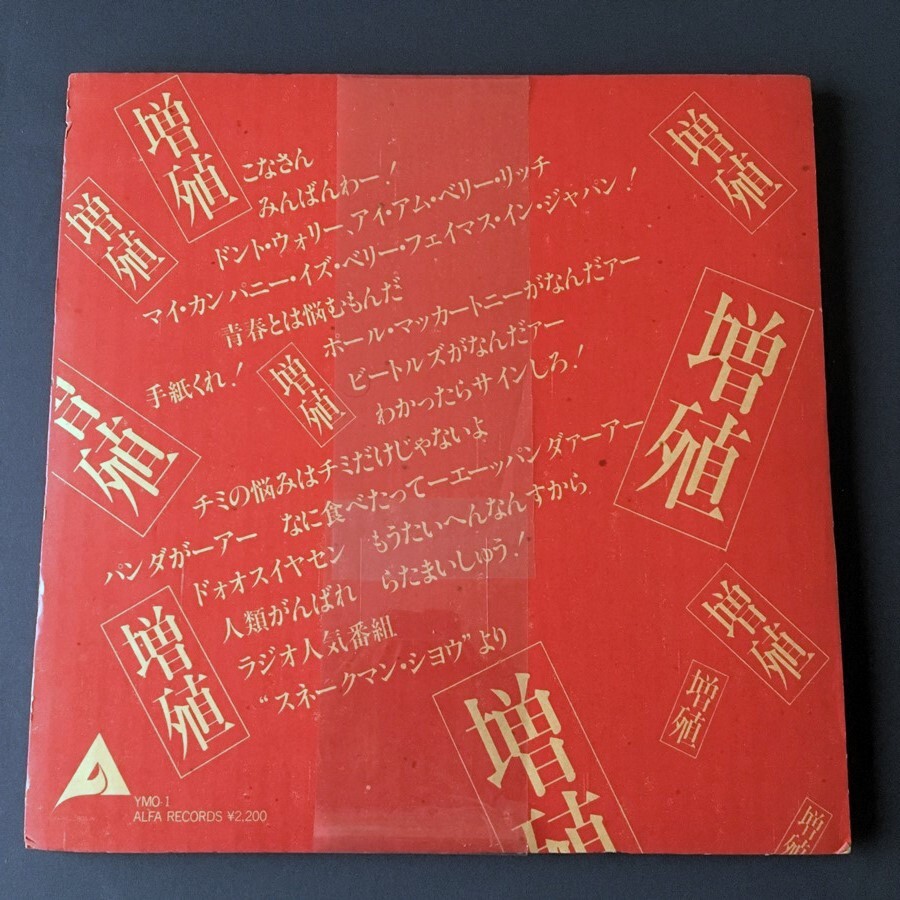 増殖
増殖
増殖
こなさん
みんばんわー!
ドント・ウォリー、アイ・アム・ベリー・リッチ
マイ・カンパニー・イズ・ベリー・フェイマス・イン・ジャパン!
青春とは悩むもんだ
ポール・マッカートニーがなんだァー
手紙くれ!
増殖
ビートルズがなんだァー
増殖
増殖
わかったらサインしろ!
チミの悩みはチミだけじゃないよ
パンダがーアー なに食べたってーエーッパンダァーアー
ドォオスイヤセン もうたいへんなんすから
人類がんばれ らたまいしゅう!
ラジオ人気番組
“スネークマン・ショウ”より
増殖
増殖
増殖
増殖
増殖
YMO-1
ALFA RECORDS ¥2,200